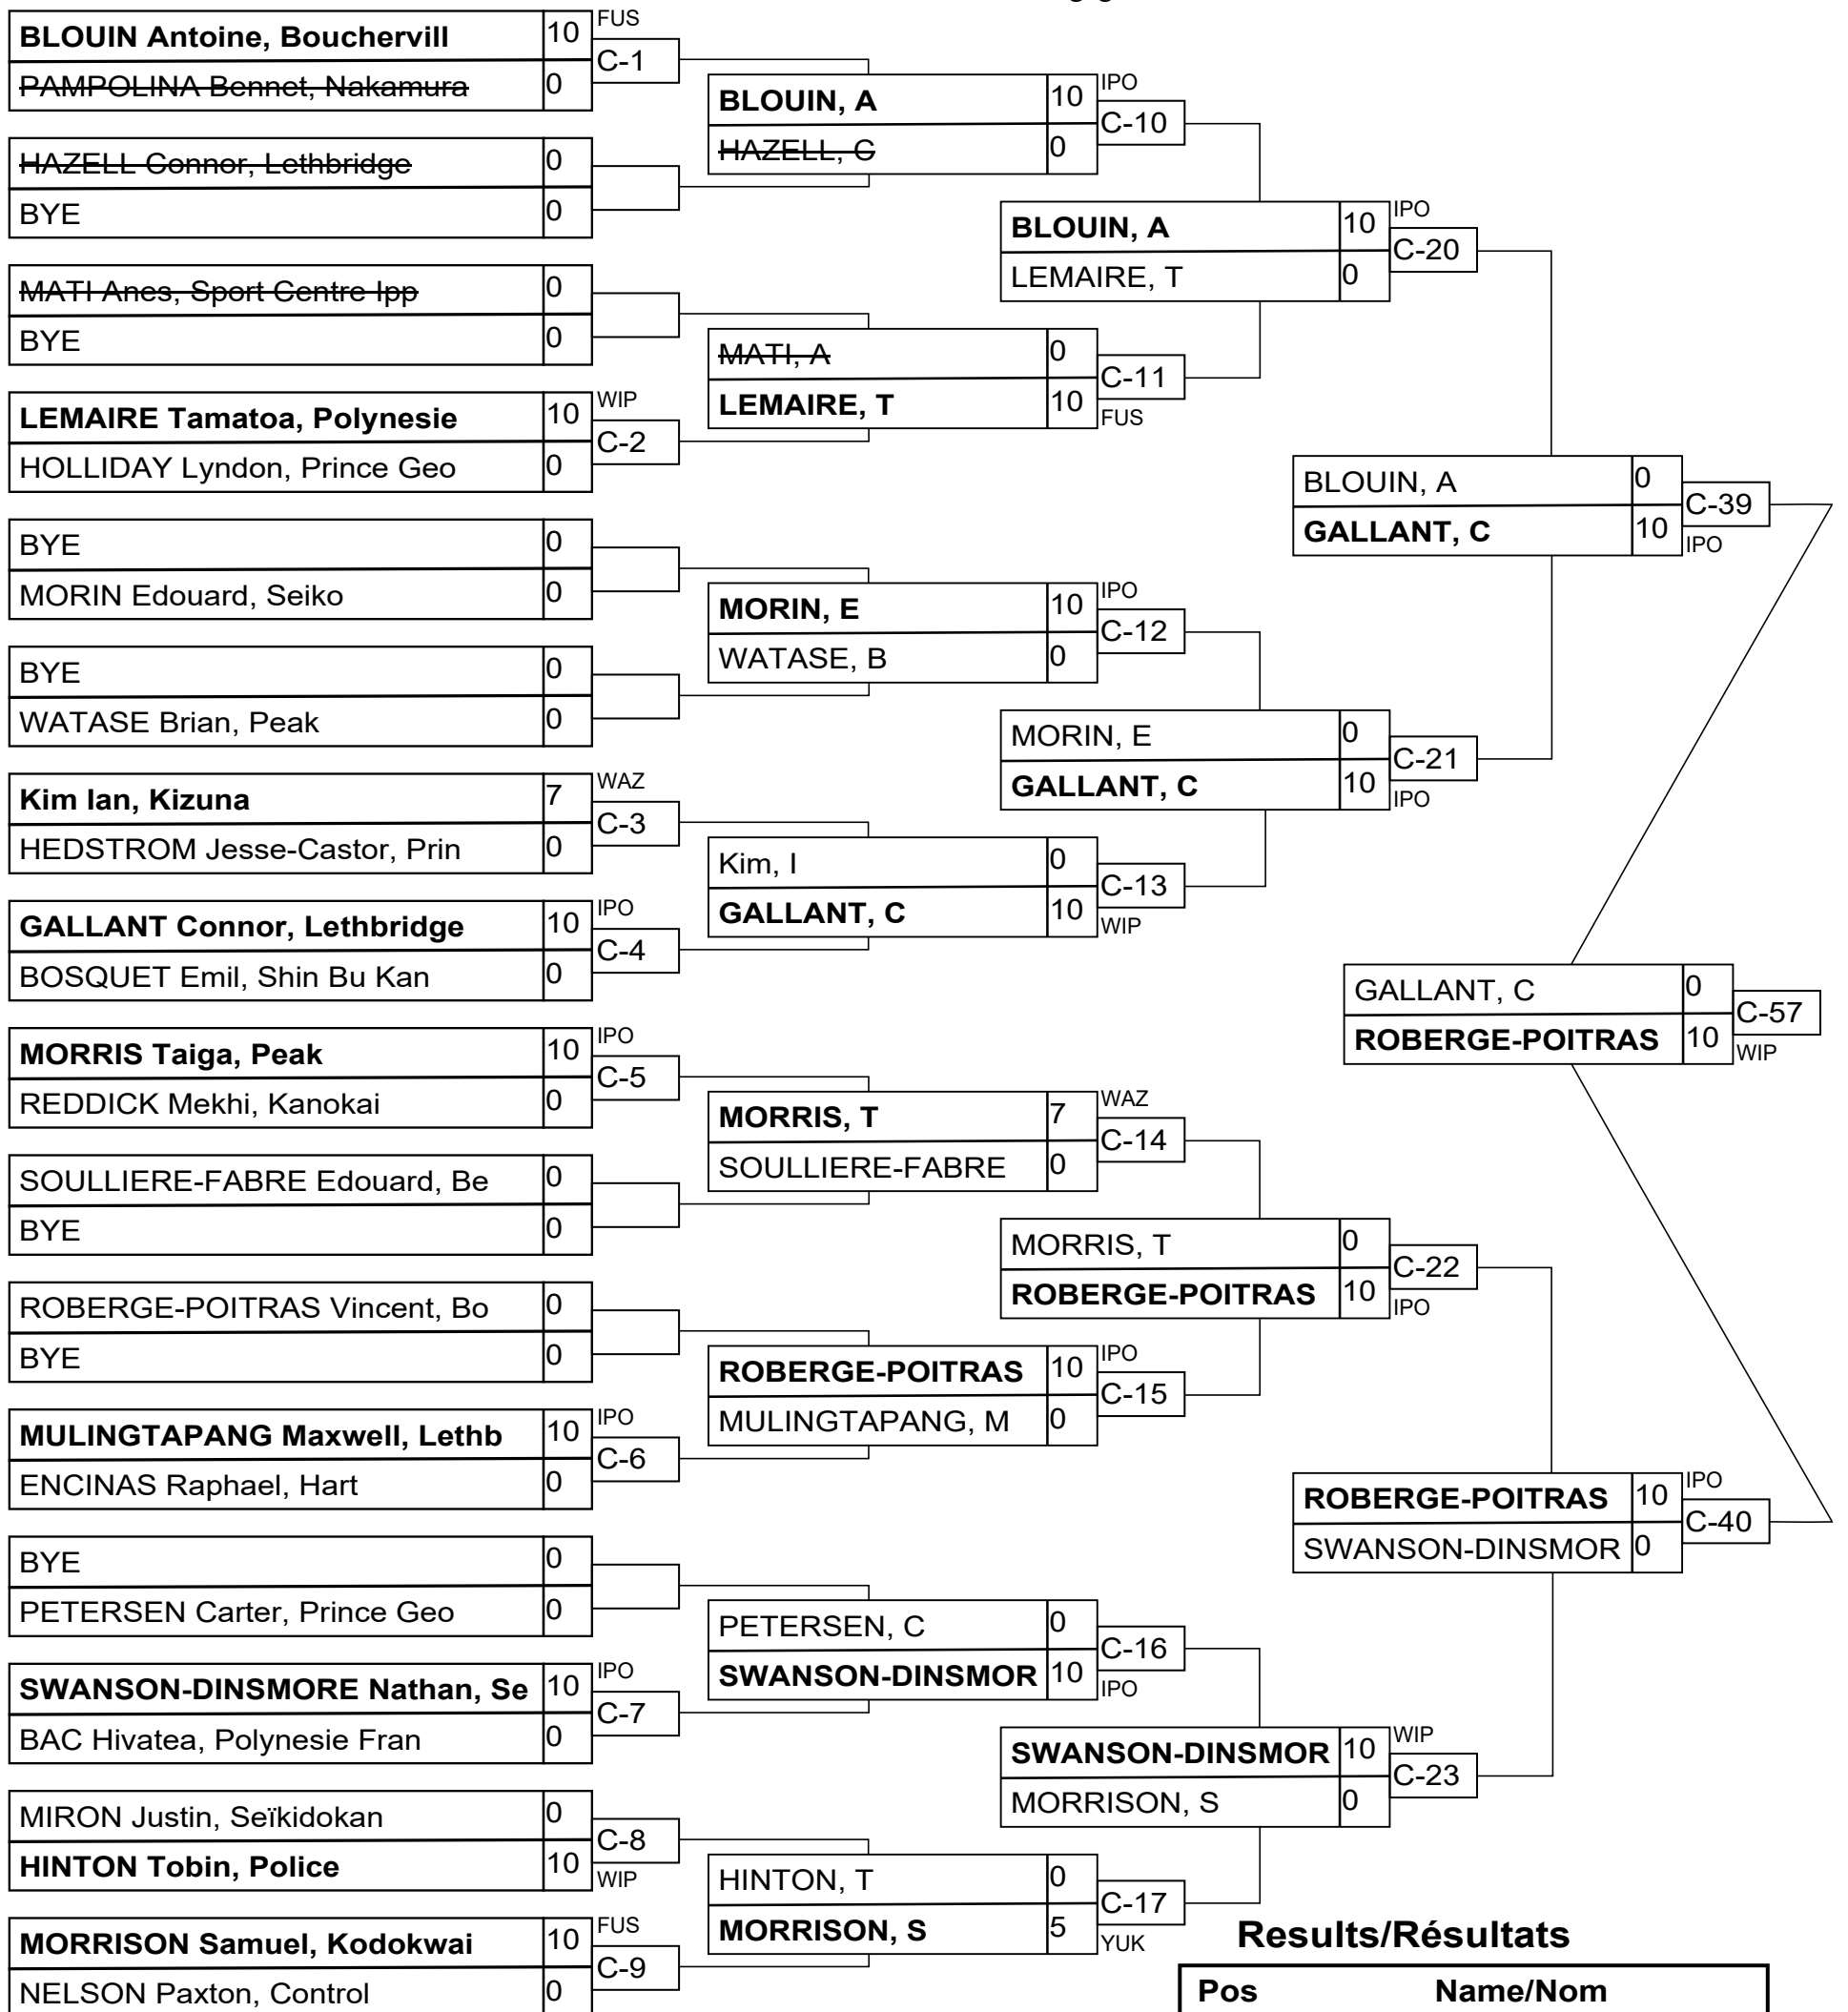 BLOUIN Antoine, Bouchervill 10 FUS
C-1
PAMPOLINA Bennet, Nakamura 0
HAZELL Connor, Lethbridge 0
BYE 0
MATI Anes, Sport Centre Ipp 0
BYE 0
LEMAIRE Tamatoa, Polynesie 10 WIP
C-2
HOLLIDAY Lyndon, Prince Geo 0
BYE 0
MORIN Edouard, Seiko 0
BYE 0
WATASE Brian, Peak 0
Kim Ian, Kizuna 7 WAZ
C-3
HEDSTROM Jesse-Castor, Prin 0
GALLANT Connor, Lethbridge 10 IPO
C-4
BOSQUET Emil, Shin Bu Kan 0
MORRIS Taiga, Peak 10 IPO
C-5
REDDICK Mekhi, Kanokai 0
SOULLIERE-FABRE Edouard, Be 0
BYE 0
ROBERGE-POITRAS Vincent, Bo 0
BYE 0
MULINGTAPANG Maxwell, Lethb 10 IPO
C-6
ENCINAS Raphael, Hart 0
BYE 0
PETERSEN Carter, Prince Geo 0
SWANSON-DINSMORE Nathan, Se 10 IPO
C-7
BAC Hivatea, Polynesie Fran 0
MIRON Justin, Seïkidokan 0
C-8
HINTON Tobin, Police 10 WIP
MORRISON Samuel, Kodokwai 10 FUS
C-9
NELSON Paxton, Control 0
BLOUIN, A 10 IPO
C-10
HAZELL, C 0
MATI, A 0
C-11
LEMAIRE, T 10 FUS
MORIN, E 10 IPO
C-12
WATASE, B 0
Kim, I 0
C-13
GALLANT, C 10 WIP
MORRIS, T 7 WAZ
C-14
SOULLIERE-FABRE 0
ROBERGE-POITRAS 10 IPO
C-15
MULINGTAPANG, M 0
PETERSEN, C 0
C-16
SWANSON-DINSMOR 10 IPO
HINTON, T 0
C-17
MORRISON, S 5 YUK
BLOUIN, A 10 IPO
C-20
LEMAIRE, T 0
MORIN, E 0
C-21
GALLANT, C 10 IPO
MORRIS, T 0
C-22
ROBERGE-POITRAS 10 IPO
SWANSON-DINSMOR 10 WIP
C-23
MORRISON, S 0
BLOUIN, A 0
C-39
GALLANT, C 10 IPO
ROBERGE-POITRAS 10 IPO
C-40
SWANSON-DINSMOR 0
GALLANT, C 0
C-57
ROBERGE-POITRAS 10 WIP
Results/Résultats
Pos Name/Nom